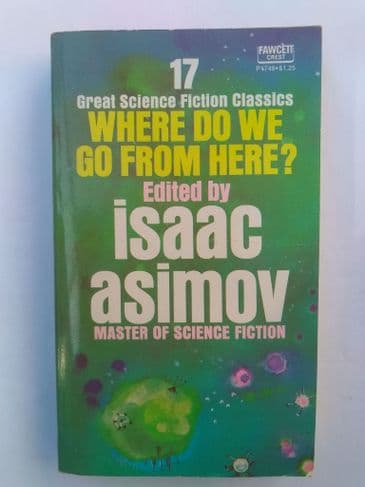 FAWCETT
CREST
P1748•$1.25
17
Great Science Fiction Classics
WHERE DO WE
GO FROM HERE?
Edited by
isaac
asimov
MASTER OF SCIENCE FICTION